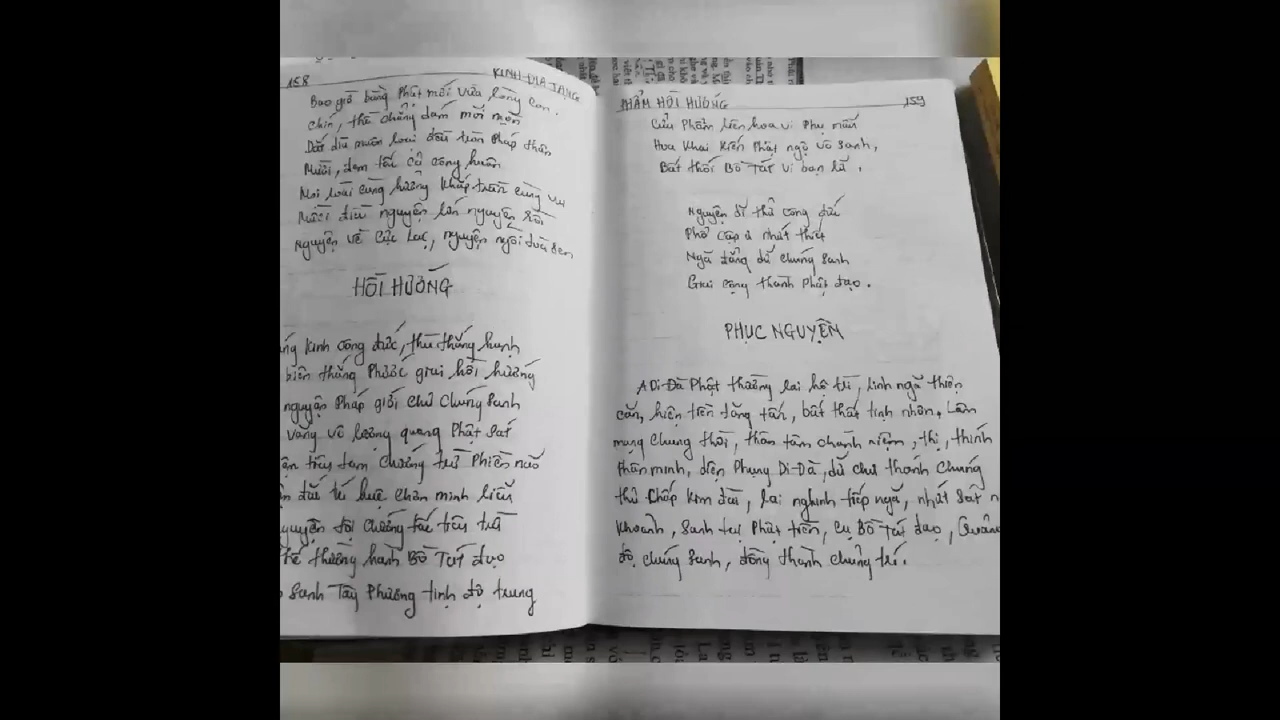 158 KINH ĐỊA TẠNG
Bao giờ bằng Phật mới vừa lòng con.
Chín, thề chẳng dám mỏi mòn
Dắt dìu muôn loài đều tròn Pháp thân
Mười, đem tất cả công huân
Mọi loài cùng hưởng khắp trần cùng vui
Mười điều nguyện lớn nguyện rồi
Nguyện về Cực Lạc, nguyện ngồi tòa sen
HỒI HƯỚNG
Kinh công đức, thù thắng hạnh
biên thắng Phước giai hồi hướng
nguyện Pháp giới chư Chúng Sanh
vãng vô lượng quang Phật sát
tiêu tam chướng trừ Phiền não
đắc trí huệ chân minh liễu
tội chướng tất tiêu trừ
thường hành Bồ Tát đạo
Sanh Tây Phương tịnh độ trung
PHẨM HỒI HƯỚNG 159
Cửu Phẩm liên hoa vi Phụ mẫu
Hoa Khai Kiến Phật ngộ vô Sanh,
Bất thối Bồ Tát vi bạn lữ.
Nguyện dĩ thử công đức
Phổ cập ư nhứt thiết
Ngã đẳng dữ chúng Sanh
Giai cộng thành Phật đạo.
PHỤC NGUYỆN
A Di-Đà Phật thường lai hộ trì, linh ngã thiện
căn, hiện tiền tăng tấn, bất thất tịnh nhân, Lâm
mạng Chung thời, thân tâm chánh niệm, thị, thính
Phân minh, diện Phụng Di-Đà, dữ chư thánh Chúng
thủ Chấp Kim đài, lai nghinh tiếp ngã, nhứt Sát n
Khoảnh, Sanh tại Phật tiền, cụ Bồ Tát đạo, Quảng
độ chúng Sanh, đồng thành chủng trí.